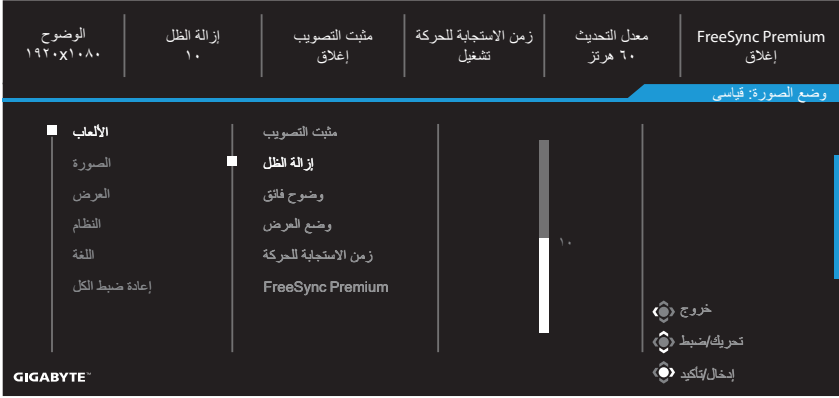 FreeSync Premium
إغلاق
معدل التحديث
٦٠ هرتز
زمن الاستجابة للحركة
تشغيل
مثبت التصويب
إغلاق
إزالة الظل
١٠
الوضوح
١٩٢٠x١٠٨٠
وضع الصورة: قياسي
الألعاب
الصورة
العرض
النظام
اللغة
إعادة ضبط الكل
مثبت التصويب
إزالة الظل
وضوح فائق
وضع العرض
زمن الاستجابة للحركة
FreeSync Premium
١٠
خروج
تحريك/ضبط
إدخال/تأكيد
GIGABYTE™